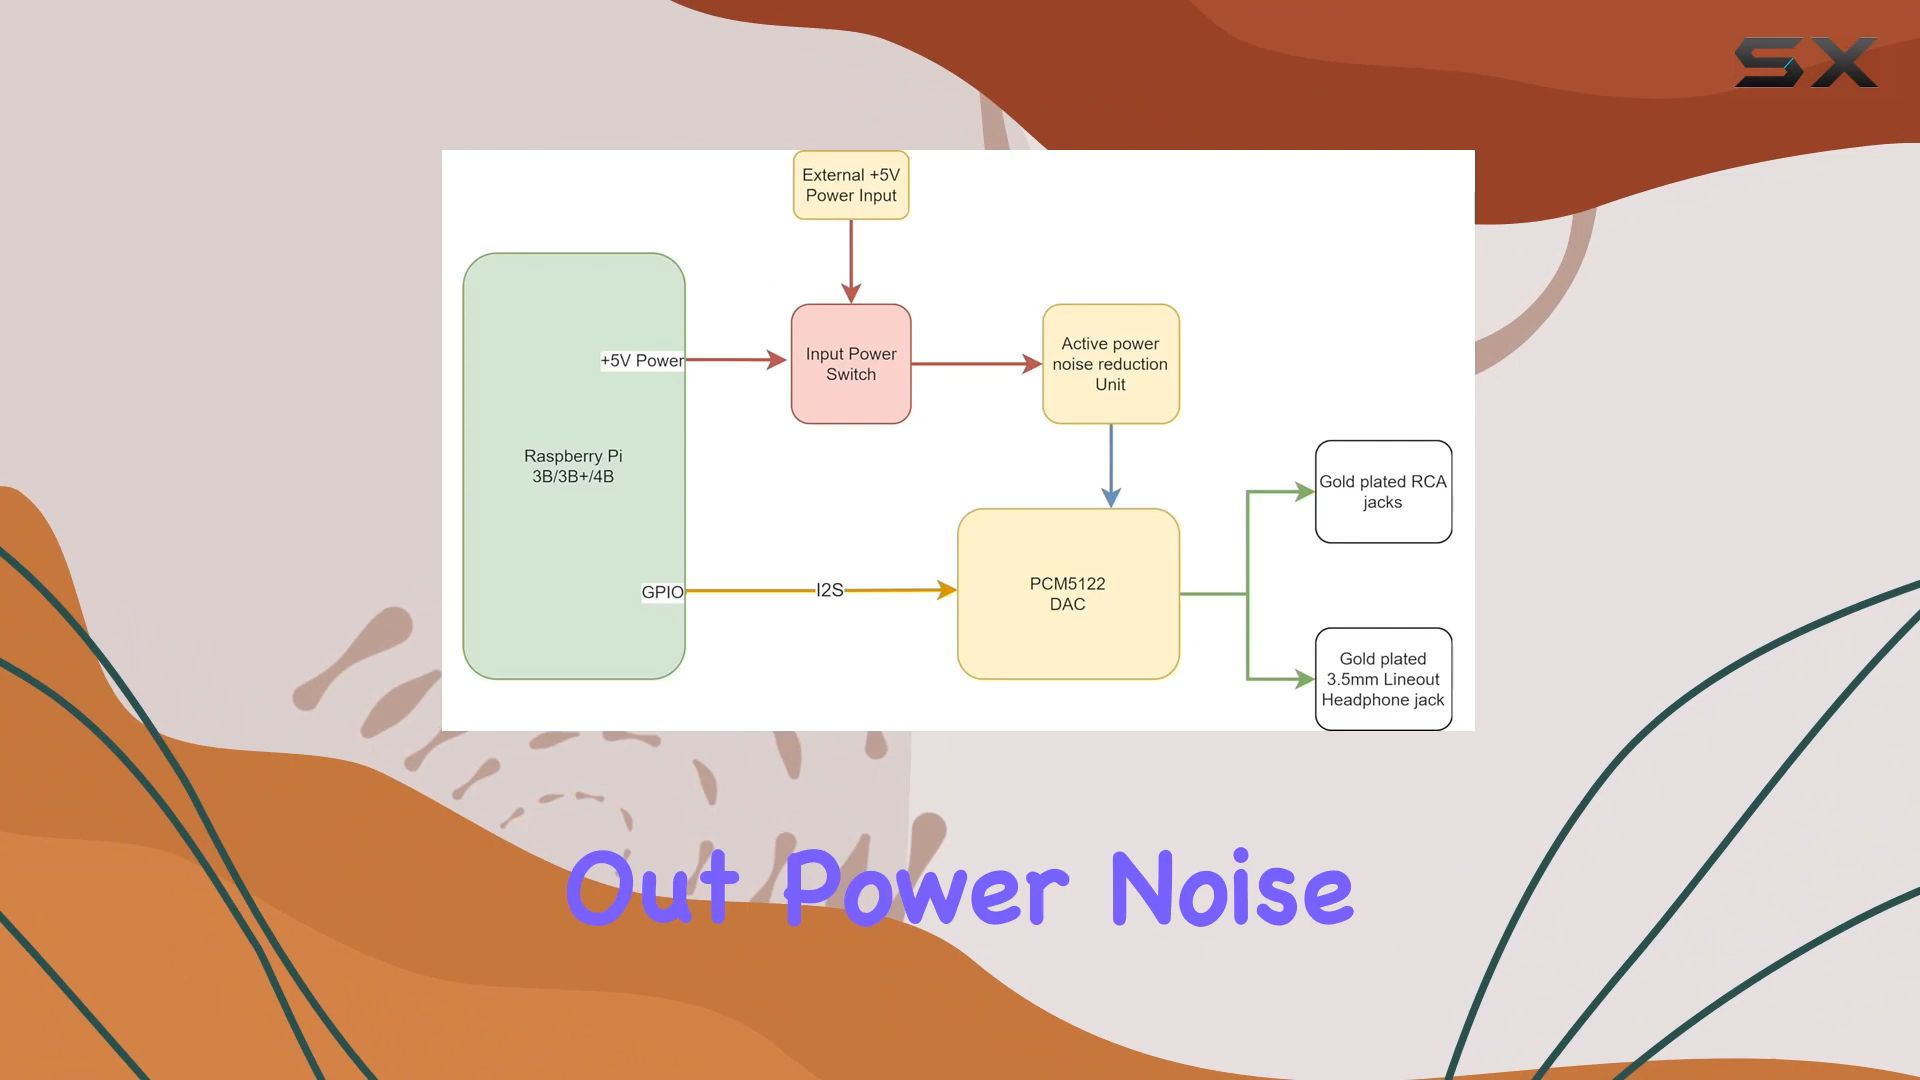 SX
External +5V
Power Input
+5V Power
Input Power
Switch
Active power
noise reduction
Unit
Raspberry Pi
3B/3B+/4B
Gold plated RCA
jacks
GPIO
I2S
PCM5122
DAC
Gold plated
3.5mm Lineout
Headphone jack
Out Power Noise